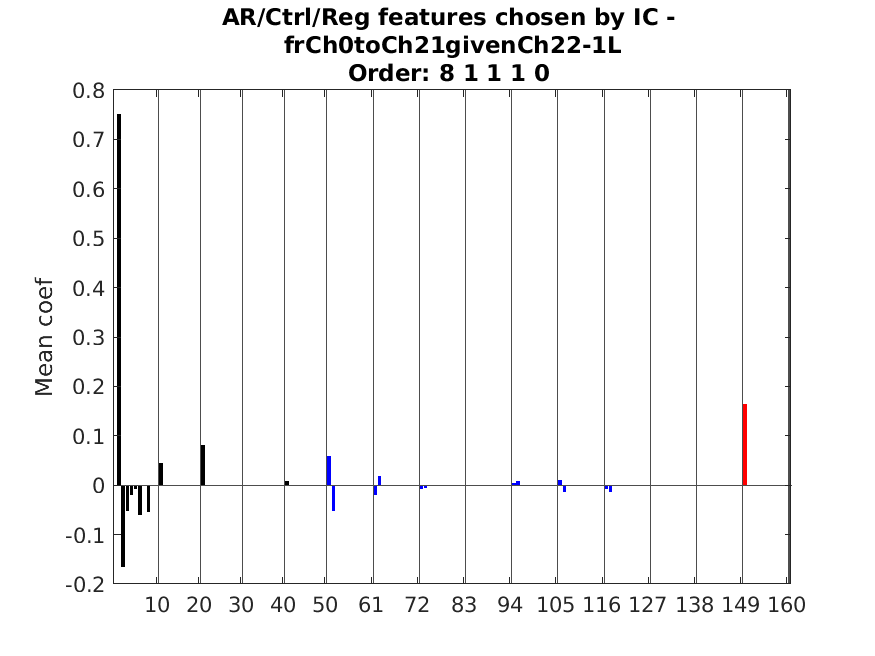 AR/Ctrl/Reg features chosen by IC -
frCh0toCh21givenCh22-1L
Order: 8 1 1 1 0
0.8
0.7
0.6
0.5
0.4
0.3
0.2
0.1
0
-0.1
-0.2
Mean coef
10 20 30 40 50 61 72 83 94 105 116 127 138 149 160